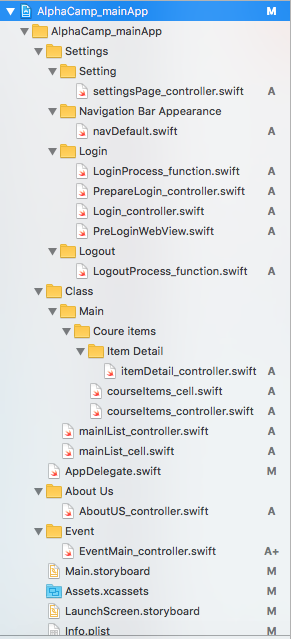 AlphaCamp_mainApp
AlphaCamp_mainApp
Settings
Setting
settingsPage_controller.swift A
Navigation Bar Appearance
navDefault.swift A
Login
LoginProcess_function.swift A
PrepareLogin_controller.swift A
Login_controller.swift A
PreLoginWebView.swift A
Logout
LogoutProcess_function.swift A
Class
Main
Coure items
Item Detail
itemDetail_controller.swift A
courseItems_cell.swift A
courseItems_controller.swift A
mainlList_controller.swift A
mainList_cell.swift A
AppDelegate.swift M
About Us
AboutUS_controller.swift A
Event
EventMain_controller.swift A+
Main.storyboard M
Assets.xcassets M
LaunchScreen.storyboard M
Info.plist M